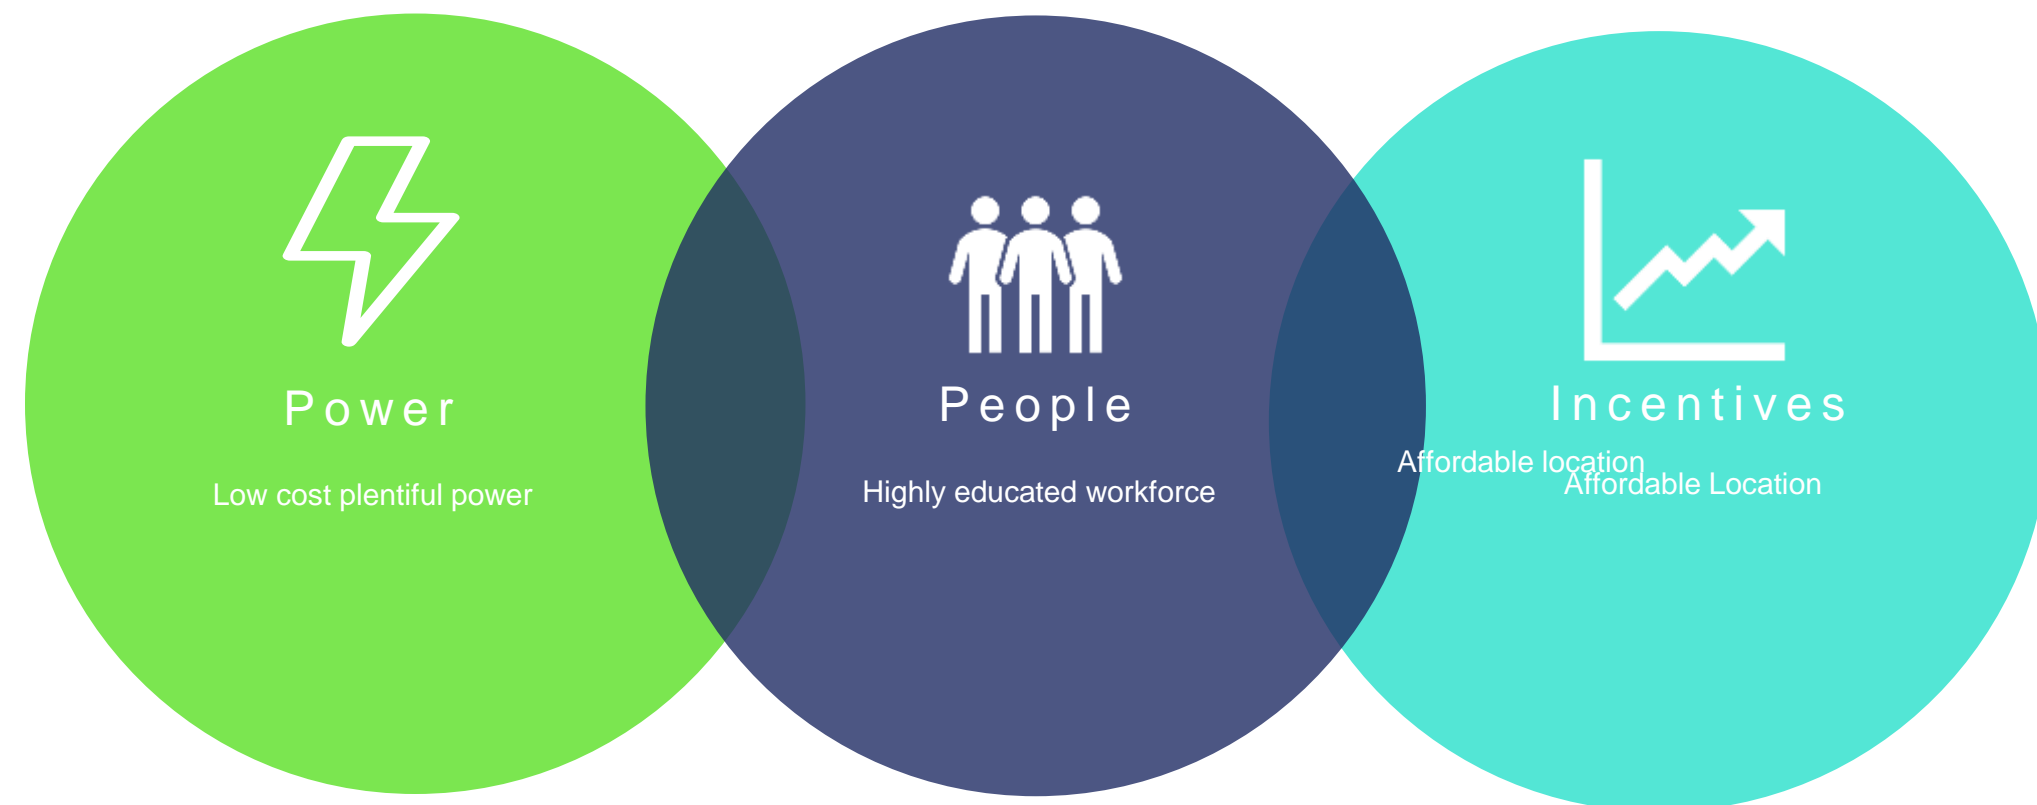 Power
Low cost plentiful power
People
Highly educated workforce
Incentives
Affordable location
Affordable Location